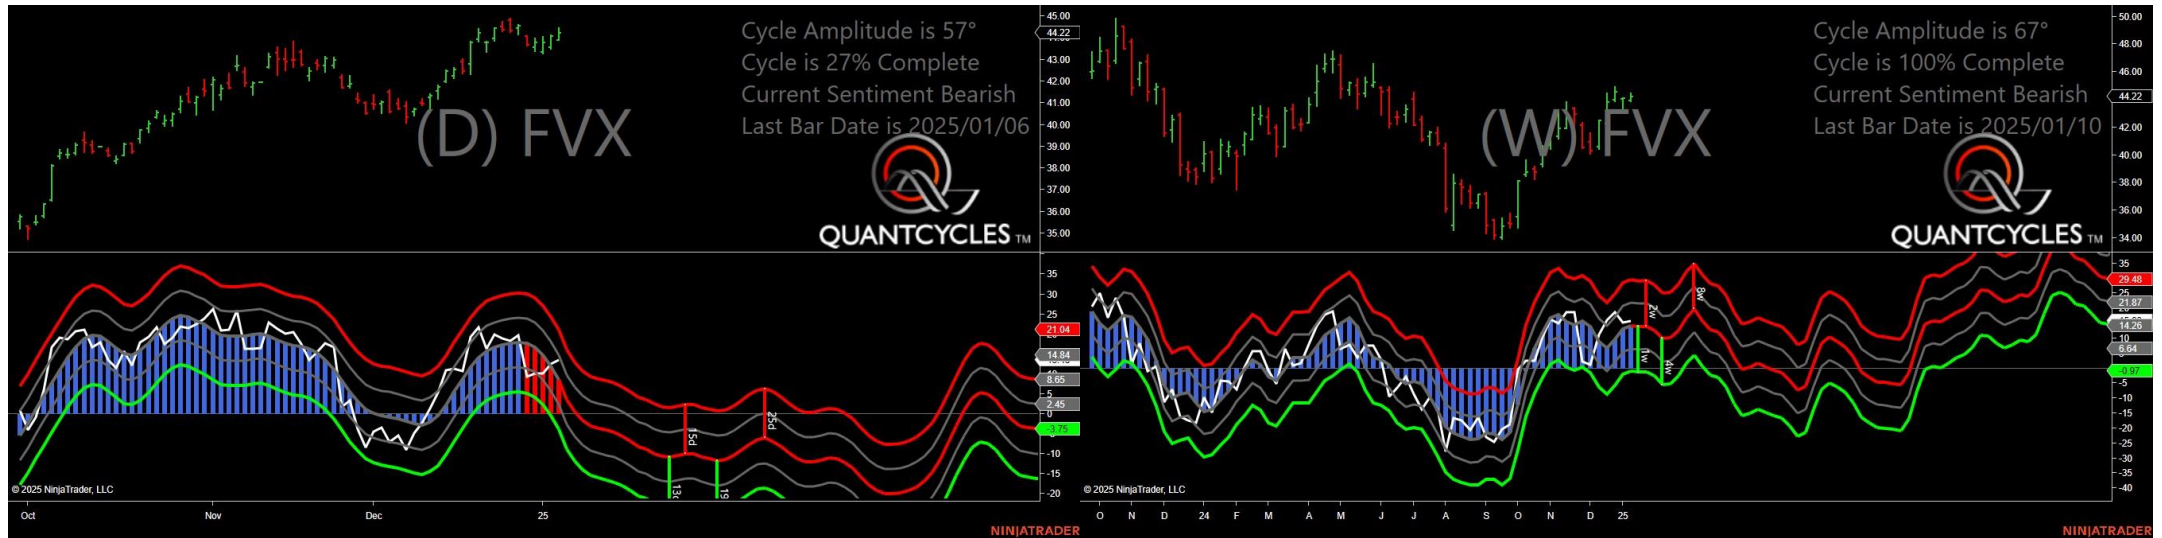 Cycle Amplitude is 57°
Cycle is 27% Complete
Current Sentiment Bearish
Last Bar Date is 2025/01/06
(D) FVX
QUANTCYCLES TM
45.00
44.22
43.00
42.00
41.00
40.00
39.00
38.00
37.00
36.00
35.00
35
30
25
21.04
14.84
8.65
5
2.45
0
-3.75
-10
-15
-20
15d
25d
© 2025 NinjaTrader, LLC
Oct
Nov
Dec
25
NINJATRADER
Cycle Amplitude is 67°
Cycle is 100% Complete
Current Sentiment Bearish
Last Bar Date is 2025/01/10
(W) FVX
QUANTCYCLES TM
50.00
48.00
46.00
44.22
42.00
40.00
38.00
36.00
34.00
35
29.48
25
21.87
14.26
6.64
-0.97
-5
-10
-15
-20
-25
-30
-35
-40
2w
8w
1w
4w
© 2025 NinjaTrader, LLC
O N D 24 F M A M J J A S O N D 25
NINJATRADER